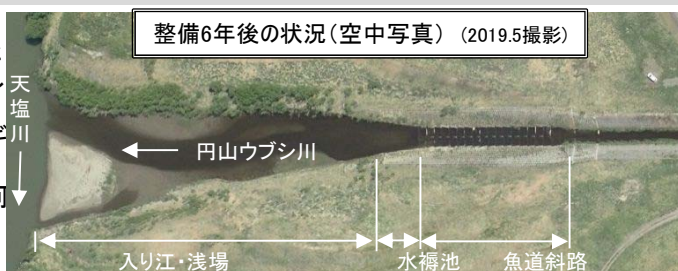 整備6年後の状況(空中写真) (2019.5撮影)
天塩川
円山ウブシ川
入り江・浅場
水褥池
魚道斜路